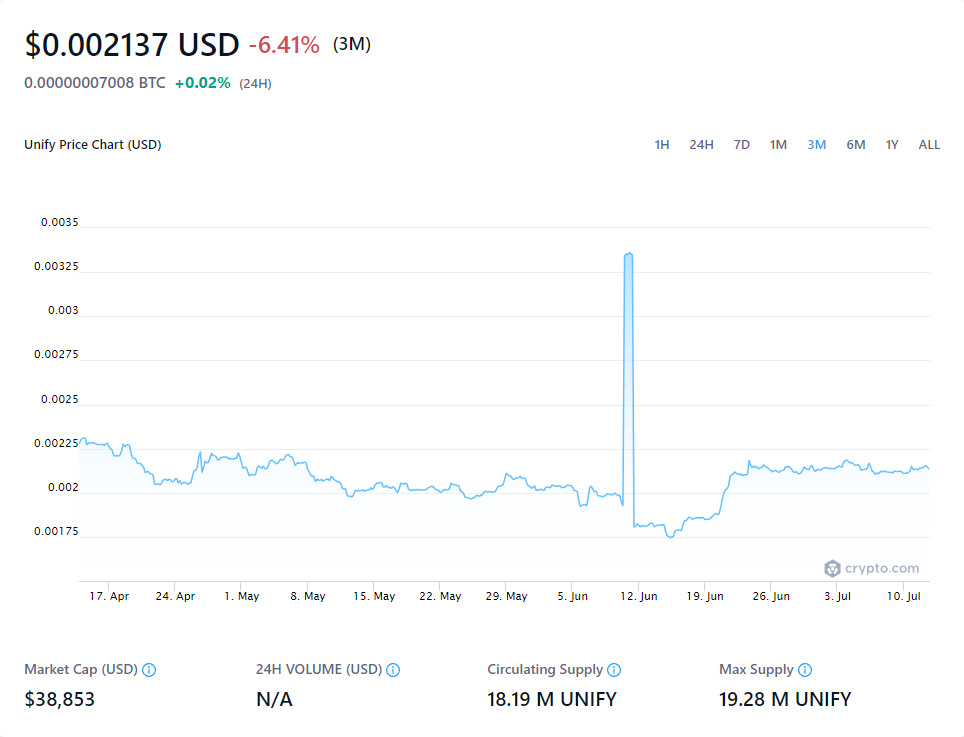 $0.002137 USD -6.41% (3M)
0.00000007008 BTC +0.02% (24H)
Unify Price Chart (USD) 1H 24H 7D 1M 3M 6M 1Y ALL
0.0035
0.00325
0.003
0.00275
0.0025
0.00225
0.002
0.00175
crypto.com
17. Apr 24. Apr 1. May 8. May 15. May 22. May 29. May 5. Jun 12. Jun 19. Jun 26. Jun 3. Jul 10. Jul
Market Cap (USD) 24H VOLUME (USD) Circulating Supply Max Supply
$38,853 N/A 18.19 M UNIFY 19.28 M UNIFY